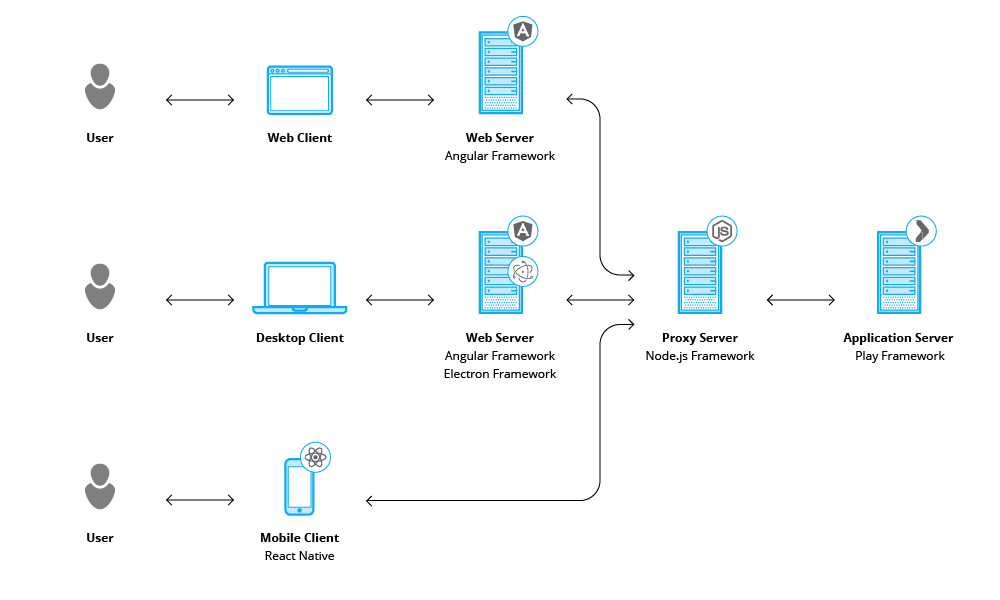 User
Web Client
Web Server
Angular Framework
User
Desktop Client
Web Server
Angular Framework
Electron Framework
JS
Proxy Server
Node.js Framework
Application Server
Play Framework
User
Mobile Client
React Native